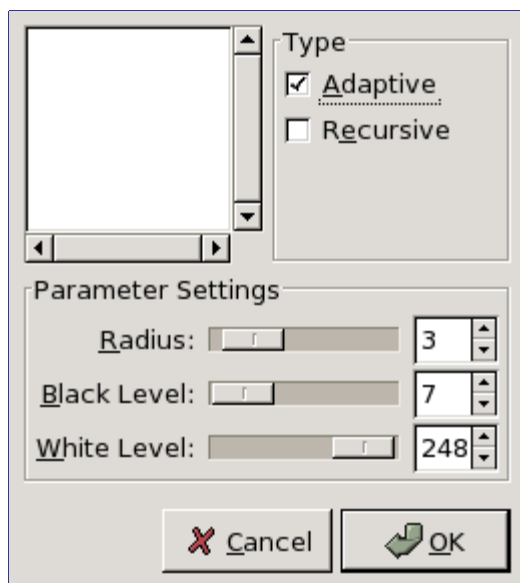 Type
Adaptive
Recursive
Parameter Settings
Radius: 3
Black Level: 7
White Level: 248
Cancel OK